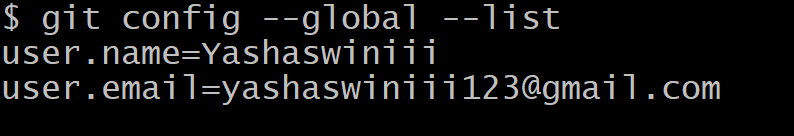 $ git config --global --list
user.name=Yashaswiniii
user.email=yashaswiniii123@gmail.com